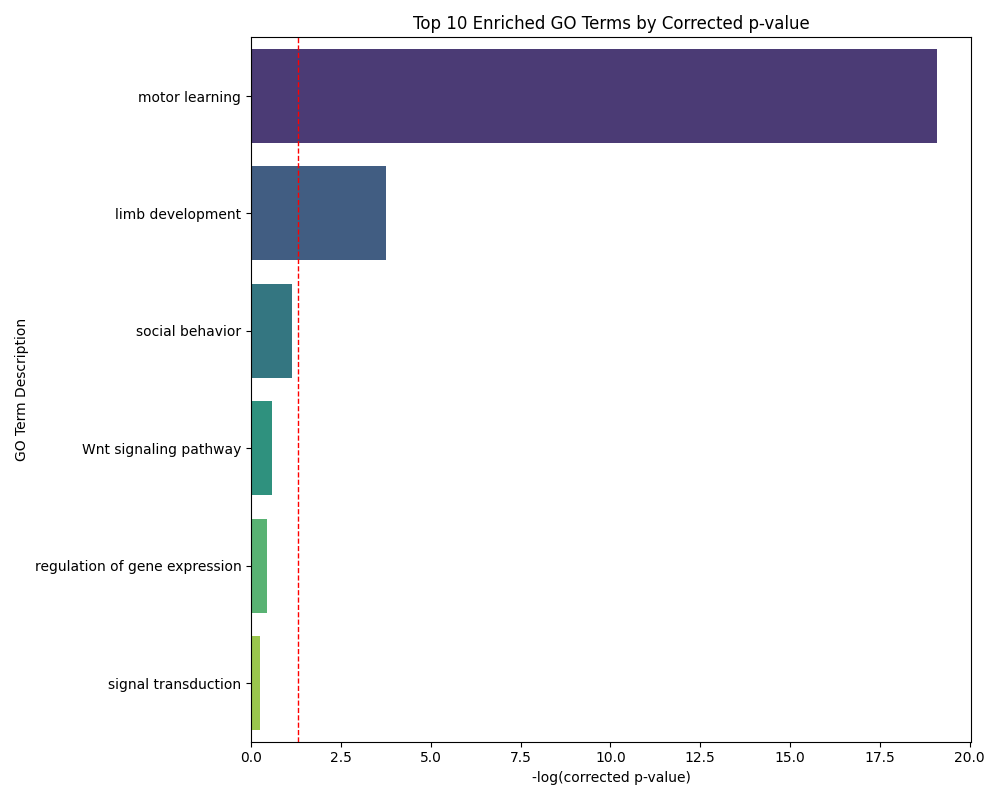 Top 10 Enriched GO Terms by Corrected p-value
GO Term Description
motor learning
limb development
social behavior
Wnt signaling pathway
regulation of gene expression
signal transduction
0.0 2.5 5.0 7.5 10.0 12.5 15.0 17.5 20.0
-log(corrected p-value)